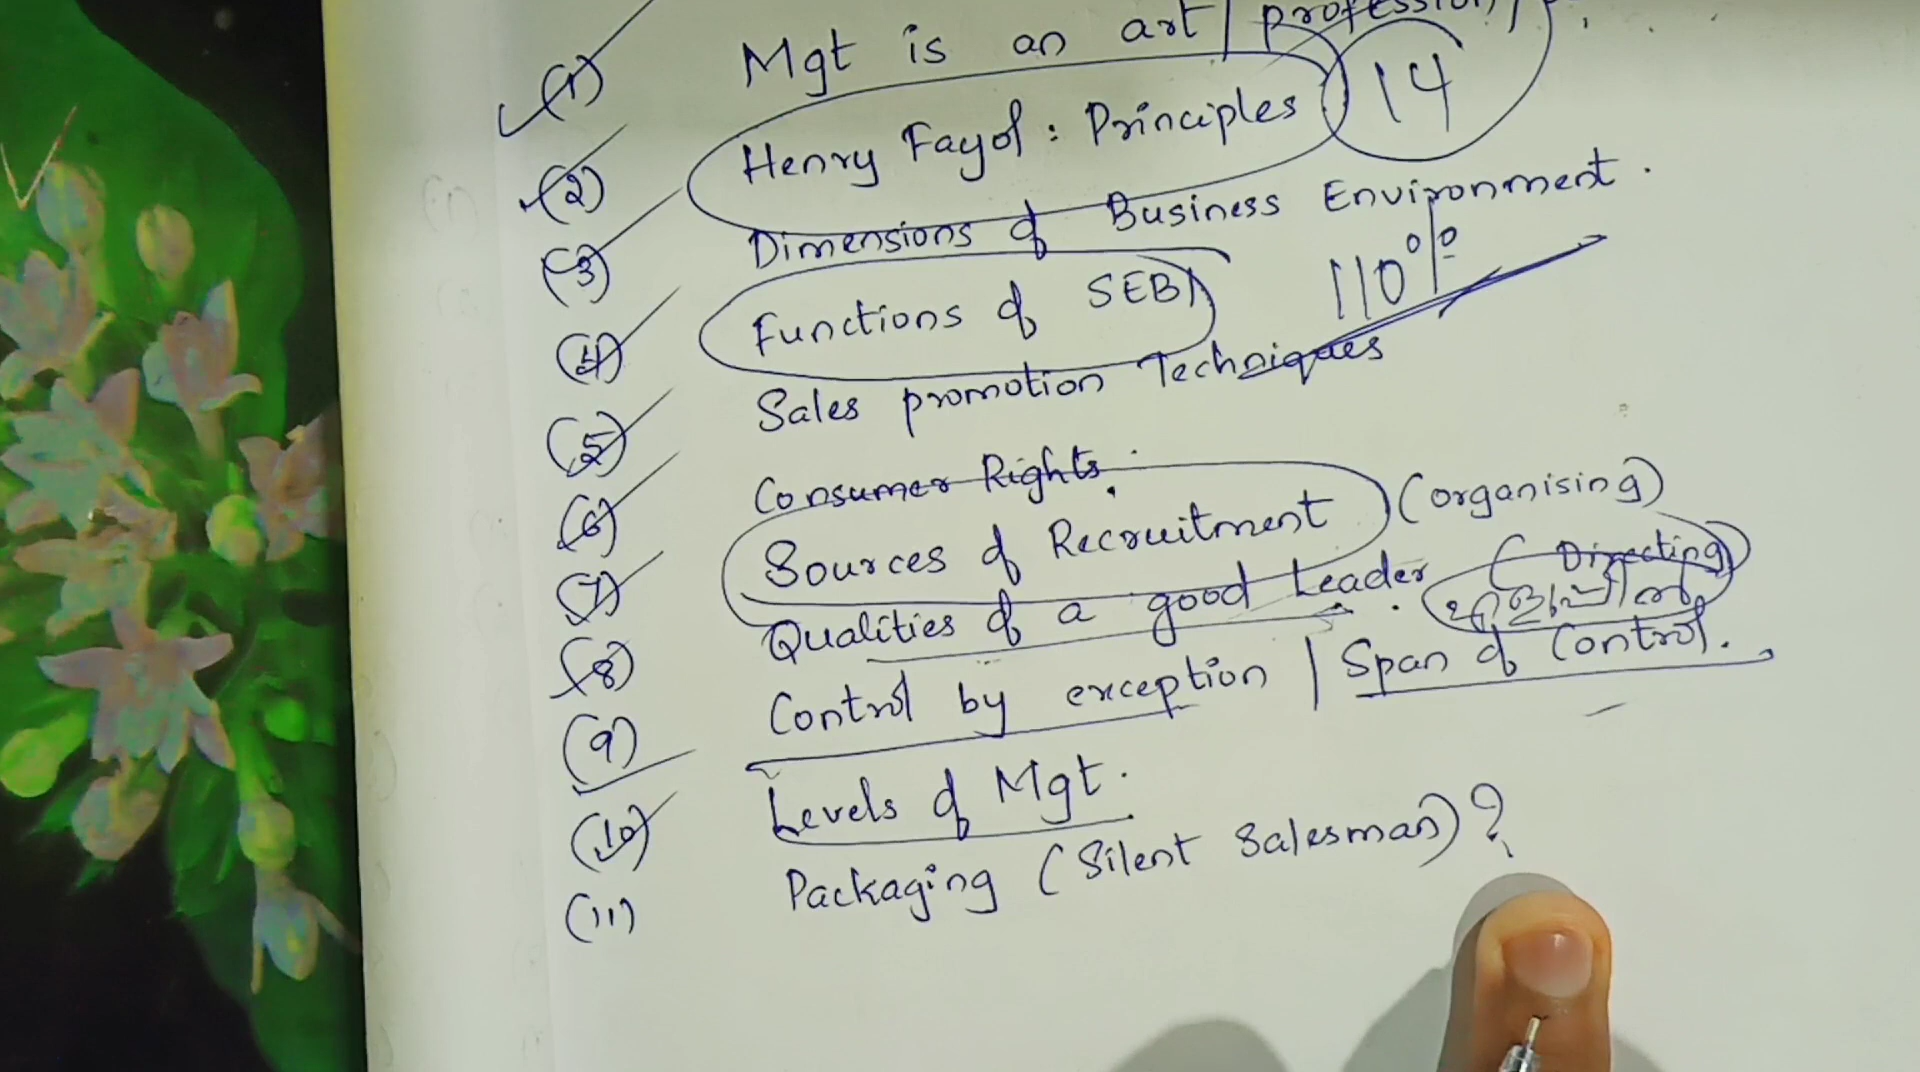 (1) Mgt is an art / profession /
(2) Henry Fayol : Principles 14
(3) Dimensions of Business Environment.
(4) Functions of SEBI 110%
(5) Sales promotion Techniques
(6) Consumer Rights.
(7) Sources of Recruitment (organising)
(8) Qualities of a good Leader. (Directing)
(9) Control by exception / Span of Control.
(10) Levels of Mgt.
(11) Packaging (Silent Salesman)?